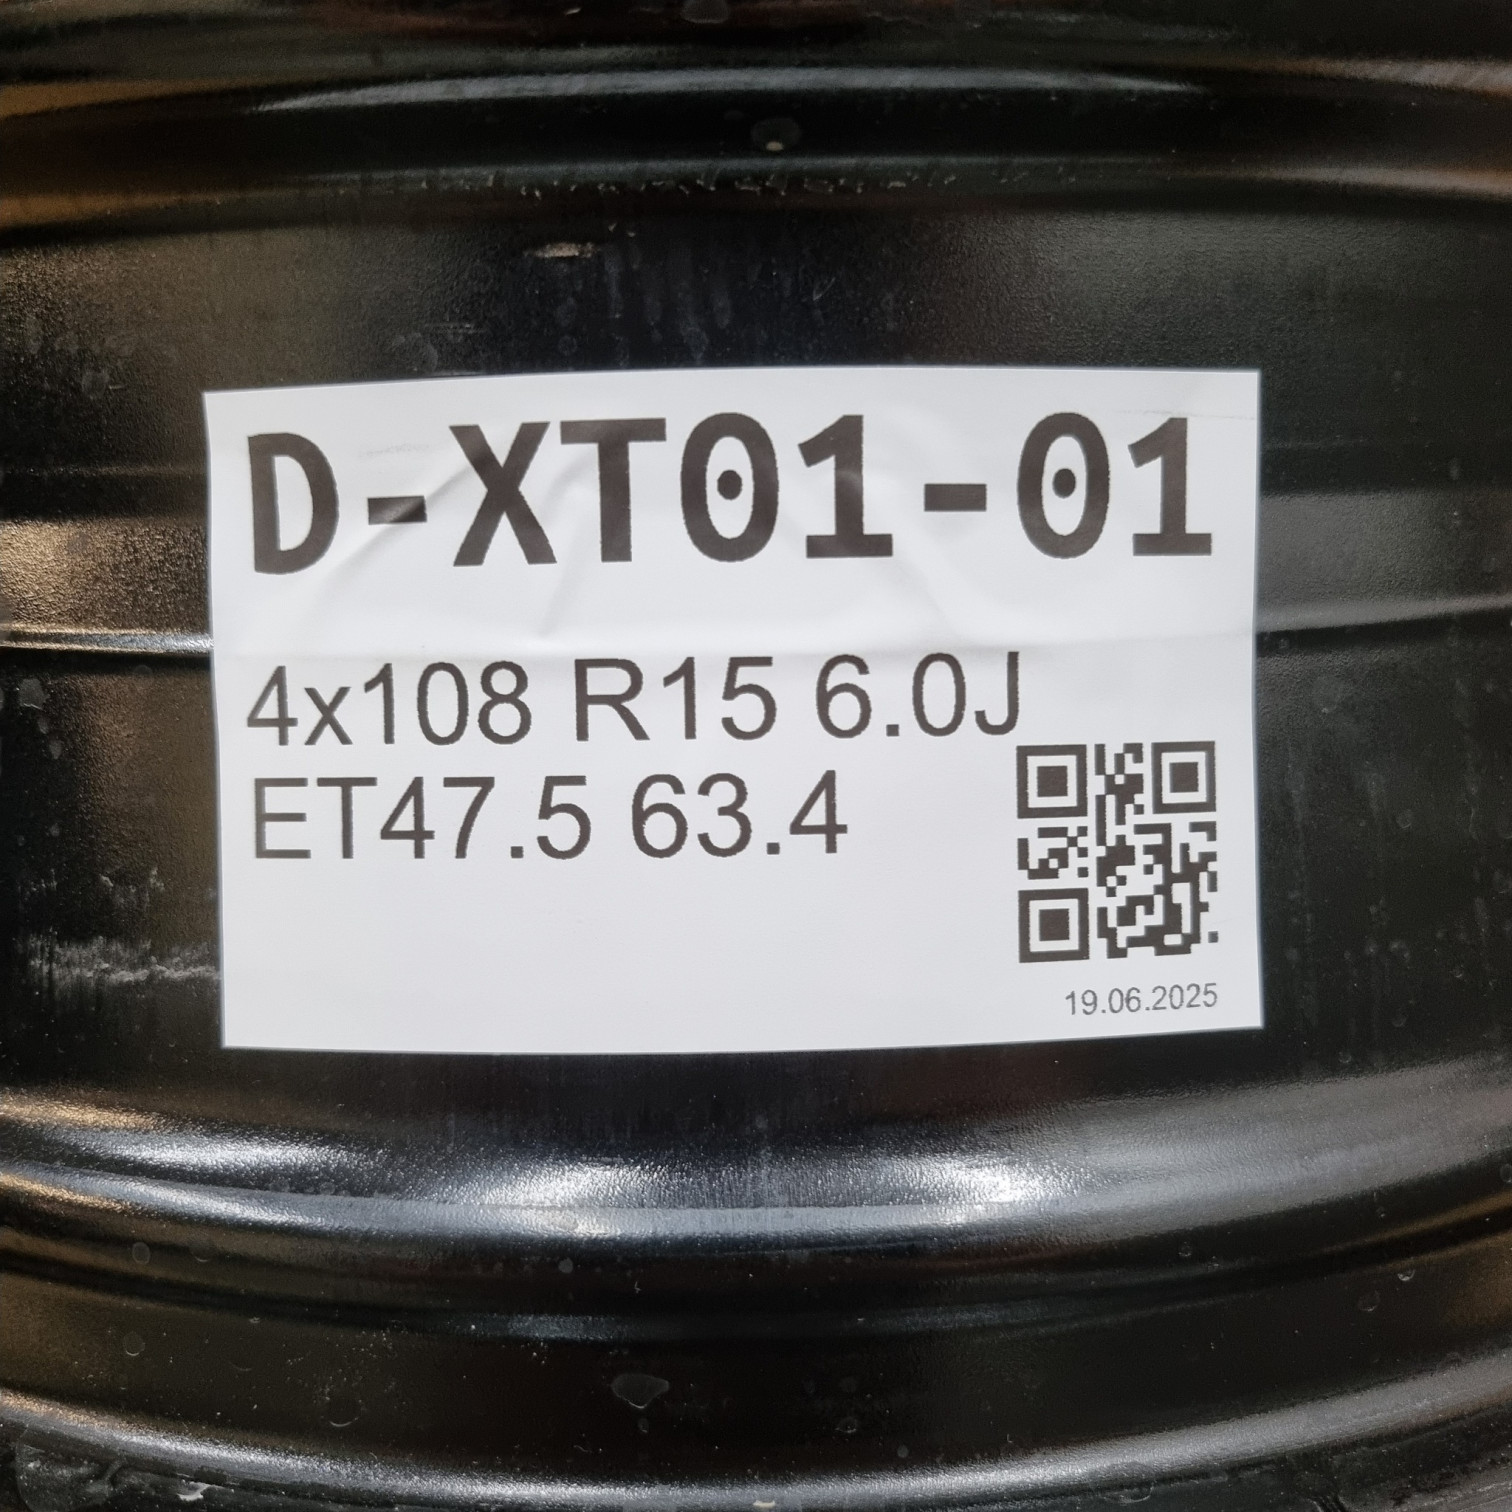 D-XT01-01
4x108 R15 6.0J
ET47.5 63.4
19.06.2025